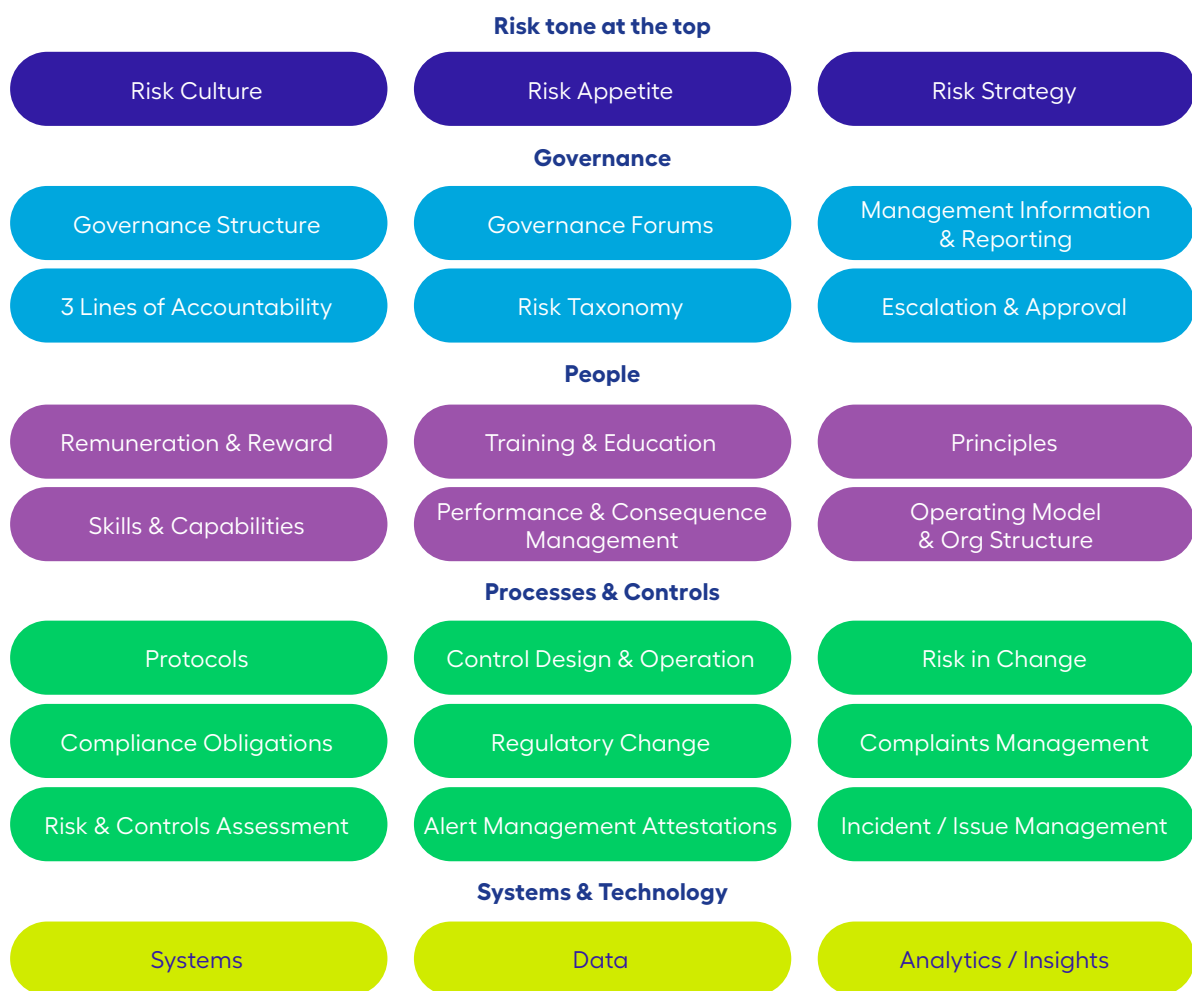 Risk tone at the top
Risk Culture
Risk Appetite
Risk Strategy
Governance
Governance Structure
Governance Forums
Management Information
& Reporting
3 Lines of Accountability
Risk Taxonomy
Escalation & Approval
People
Remuneration & Reward
Training & Education
Principles
Skills & Capabilities
Performance & Consequence
Management
Operating Model
& Org Structure
Processes & Controls
Protocols
Control Design & Operation
Risk in Change
Compliance Obligations
Regulatory Change
Complaints Management
Risk & Controls Assessment
Alert Management Attestations
Incident / Issue Management
Systems & Technology
Systems
Data
Analytics / Insights